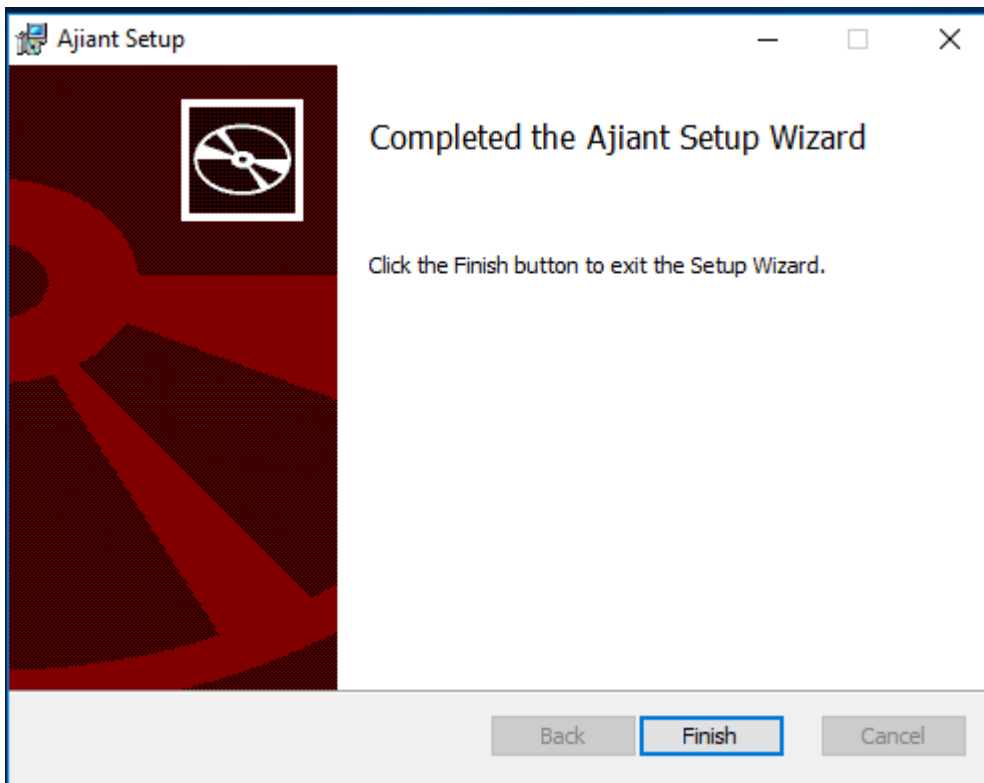 Ajiant Setup
Completed the Ajiant Setup Wizard
Click the Finish button to exit the Setup Wizard.
Back Finish Cancel